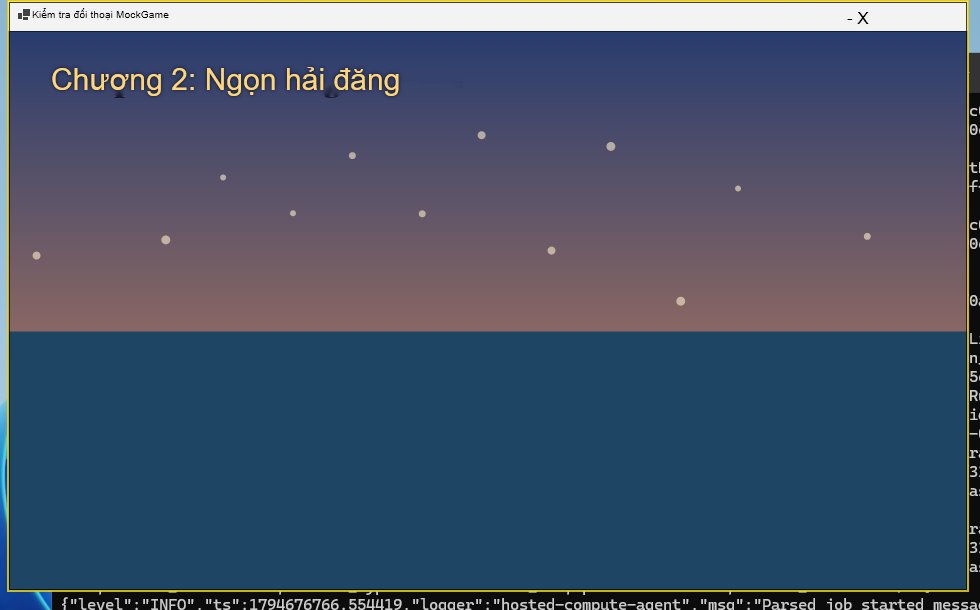 Kiểm tra đối thoại MockGame
- X
Chương 2: Ngọn hải đăng
{"level":"INFO","ts":1794676766.554419,"logger":"hosted-compute-agent","msg":"Parsed job started mess